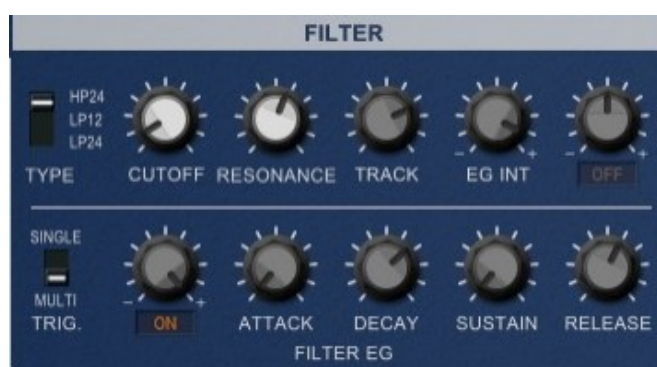 FILTER
HP24
LP12
LP24
TYPE CUTOFF RESONANCE TRACK - EG INT + - OFF +
SINGLE
MULTI
TRIG. - ON + ATTACK DECAY SUSTAIN RELEASE
FILTER EG